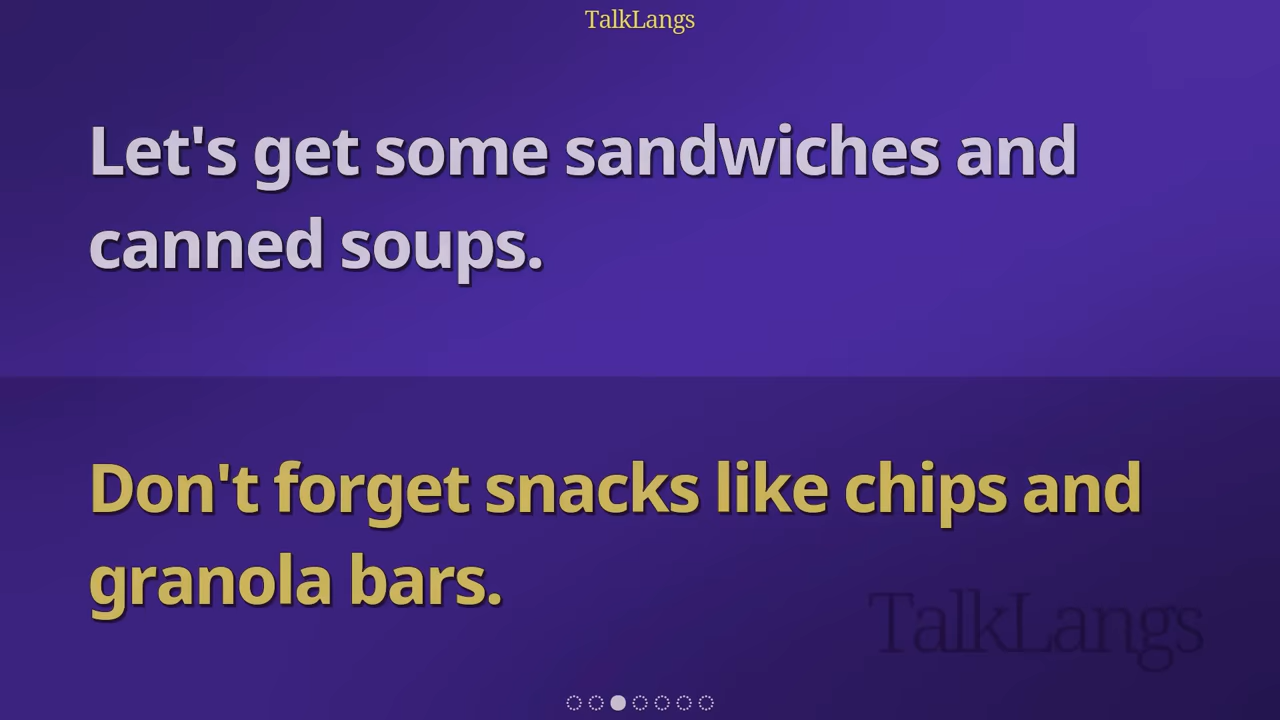 TalkLangs
Let's get some sandwiches and
canned soups.
Don't forget snacks like chips and
granola bars.
TalkLangs